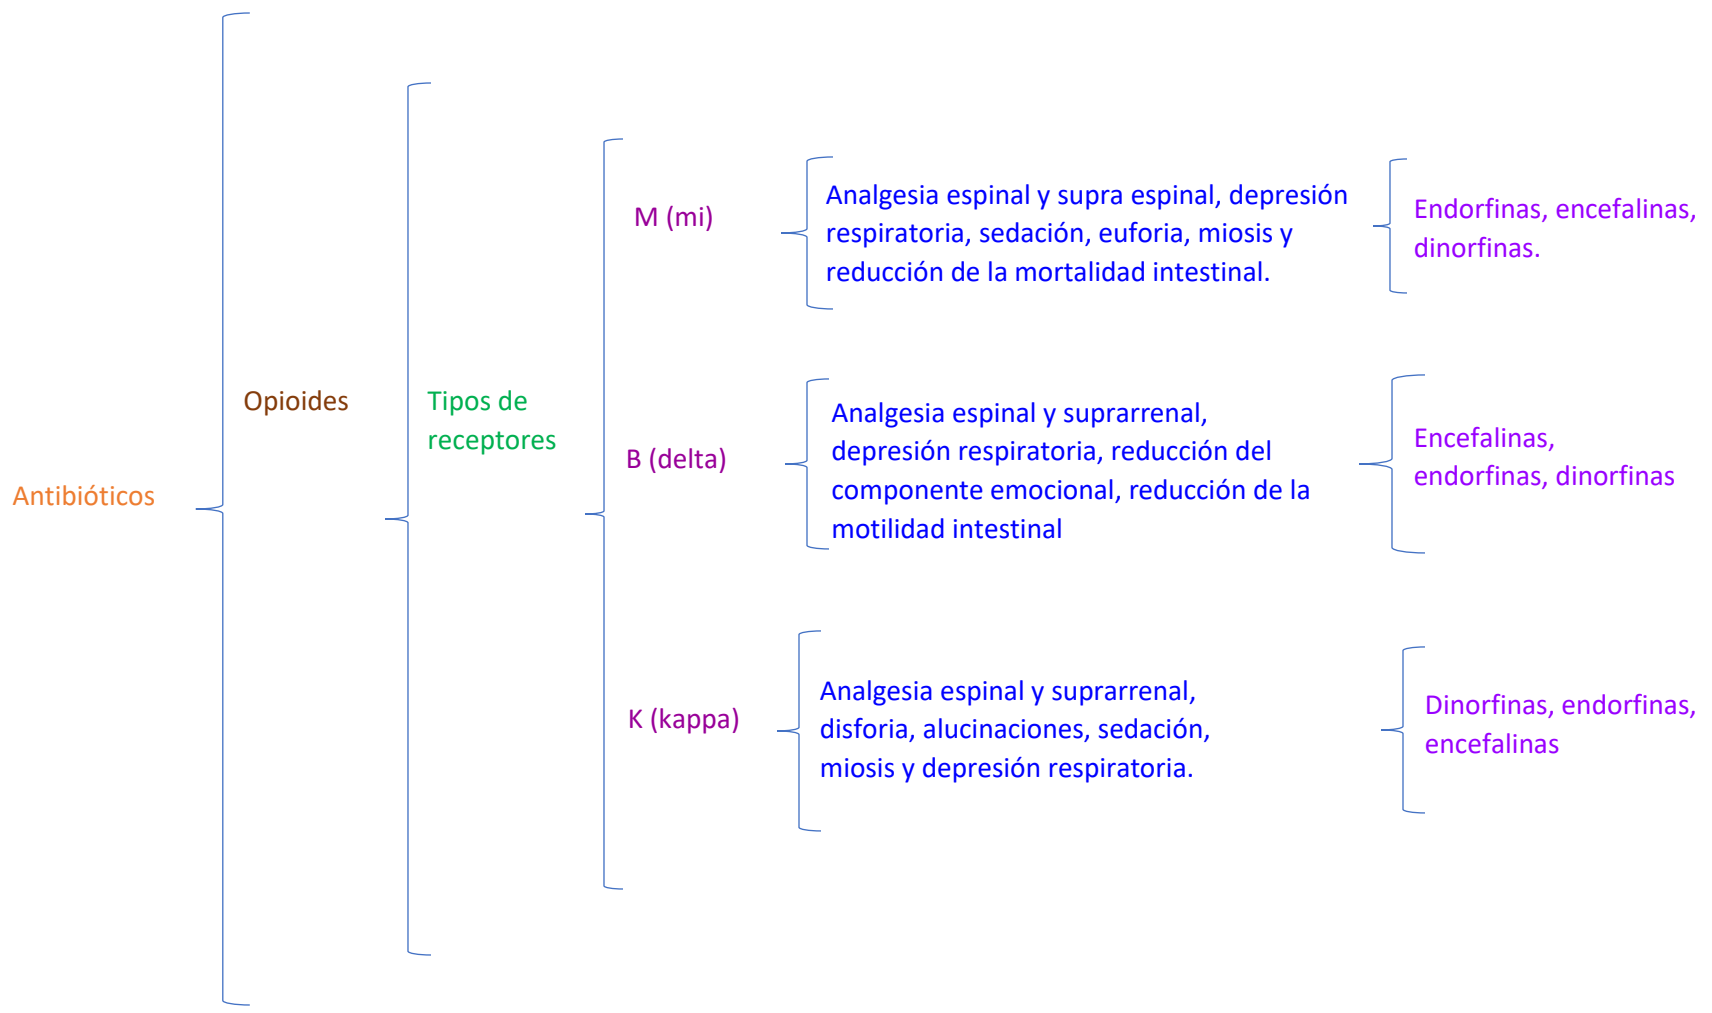 Antibióticos
Opioides
Tipos de
receptores
M (mi)
Analgesia espinal y supra espinal, depresión
respiratoria, sedación, euforia, miosis y
reducción de la mortalidad intestinal.
Endorfinas, encefalinas,
dinorfinas.
B (delta)
Analgesia espinal y suprarrenal,
depresión respiratoria, reducción del
componente emocional, reducción de la
motilidad intestinal
Encefalinas,
endorfinas, dinorfinas
K (kappa)
Analgesia espinal y suprarrenal,
disforia, alucinaciones, sedación,
miosis y depresión respiratoria.
Dinorfinas, endorfinas,
encefalinas